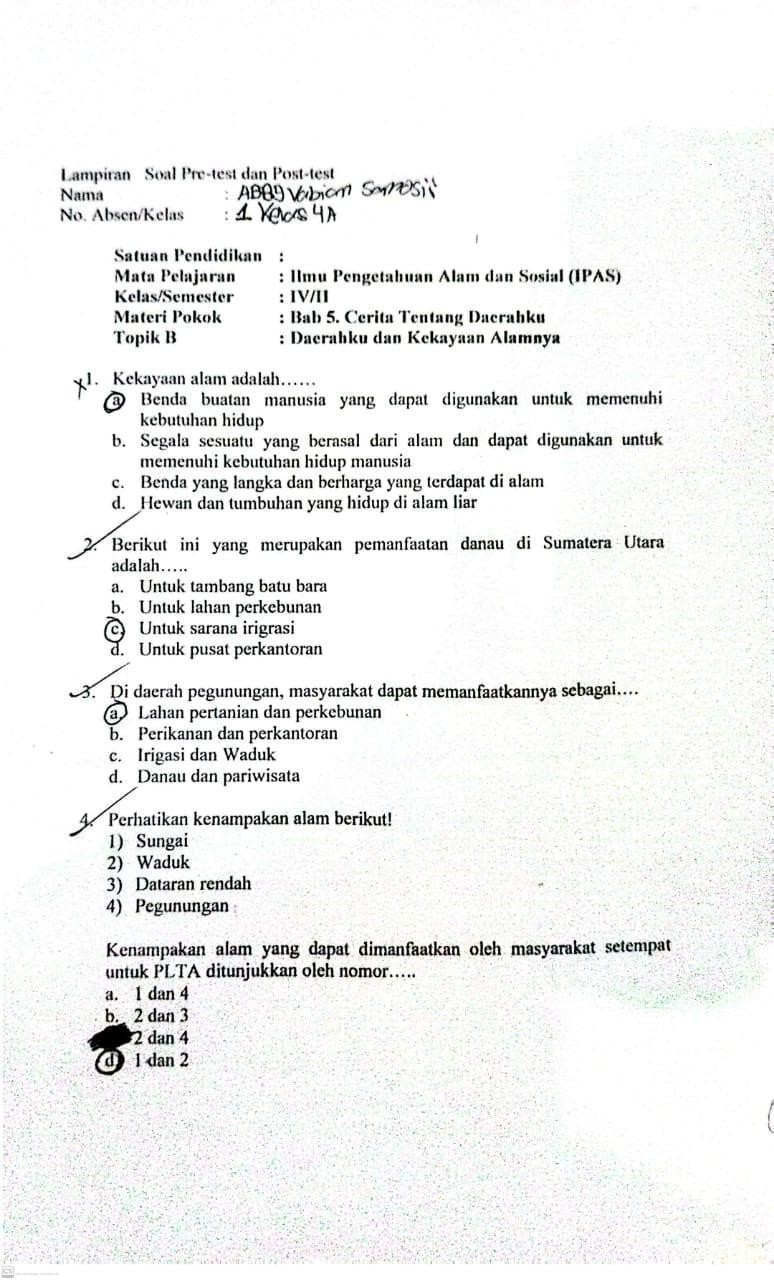 Lampiran Soal Pre-test dan Post-test
Nama : ABBY
No. Absen/Kelas : 1 4A
Satuan Pendidikan :
Mata Pelajaran : Ilmu Pengetahuan Alam dan Sosial (IPAS)
Kelas/Semester : IV/II
Materi Pokok : Bab 5. Cerita Tentang Daerahku
Topik B : Daerahku dan Kekayaan Alamnya
1. Kekayaan alam adalah......
a. Benda buatan manusia yang dapat digunakan untuk memenuhi
kebutuhan hidup
b. Segala sesuatu yang berasal dari alam dan dapat digunakan untuk
memenuhi kebutuhan hidup manusia
c. Benda yang langka dan berharga yang terdapat di alam
d. Hewan dan tumbuhan yang hidup di alam liar
2. Berikut ini yang merupakan pemanfaatan danau di Sumatera Utara
adalah.....
a. Untuk tambang batu bara
b. Untuk lahan perkebunan
c. Untuk sarana irigrasi
d. Untuk pusat perkantoran
3. Di daerah pegunungan, masyarakat dapat memanfaatkannya sebagai....
a. Lahan pertanian dan perkebunan
b. Perikanan dan perkantoran
c. Irigasi dan Waduk
d. Danau dan pariwisata
4. Perhatikan kenampakan alam berikut!
1) Sungai
2) Waduk
3) Dataran rendah
4) Pegunungan
Kenampakan alam yang dapat dimanfaatkan oleh masyarakat setempat
untuk PLTA ditunjukkan oleh nomor.....
a. 1 dan 4
b. 2 dan 3
2 dan 4
d. 1 dan 2
CS